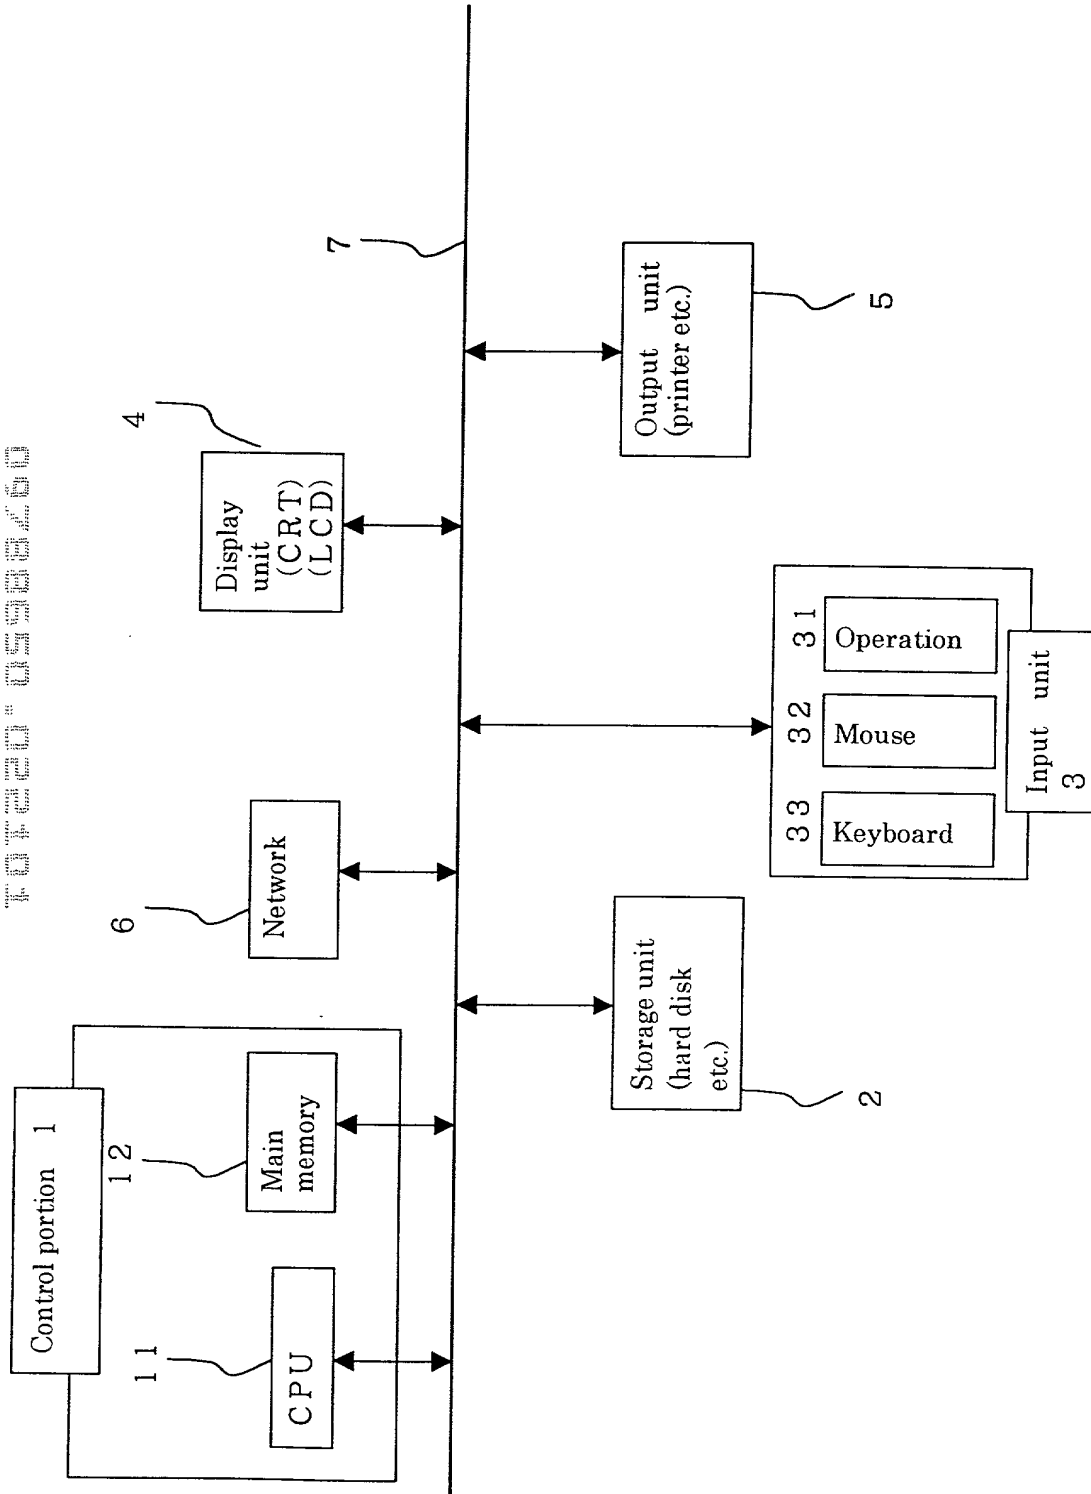 Control portion 1
11
CPU
12
Main
memory
6
Network
4
Display
unit
(CRT)
(LCD)
7
2
Storage unit
(hard disk
etc.)
33
Keyboard
32
Mouse
31
Operation
Input unit
3
Output unit
(printer etc.)
5